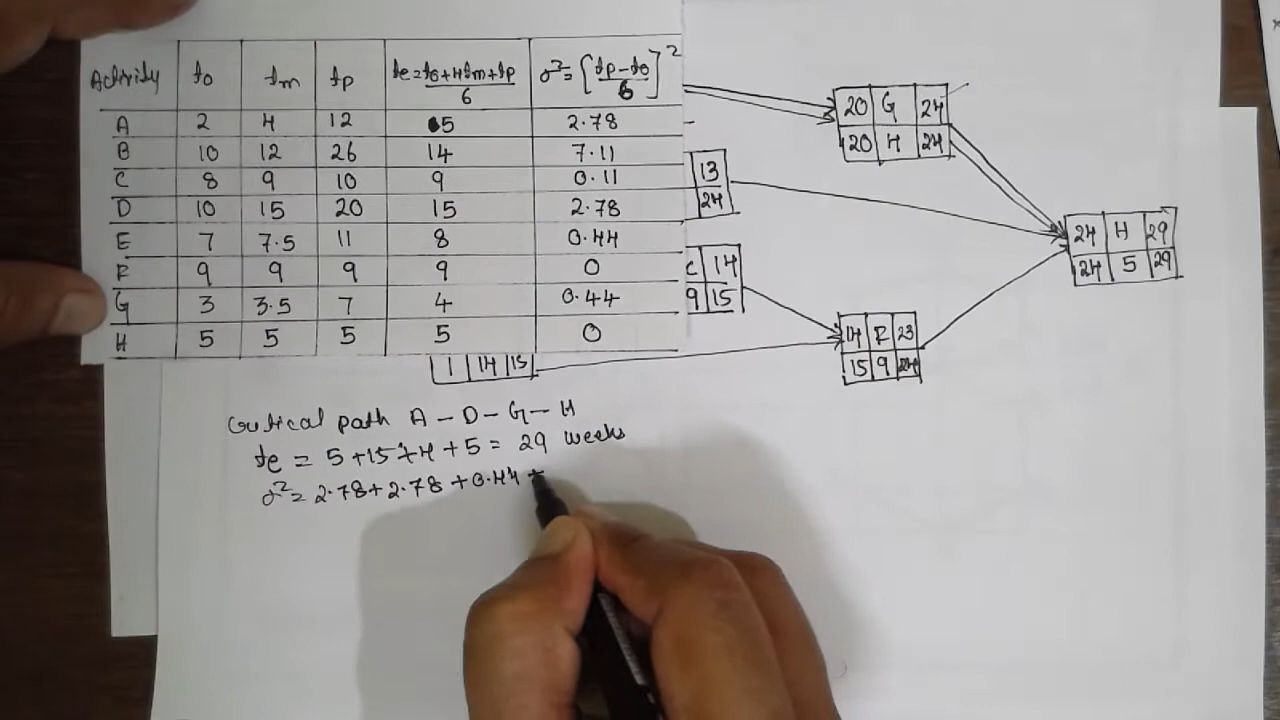 Activity to tm tp te=to+4tm+tp/6 σ²=[tp-to/6]²
A 2 4 12 5 2.78
B 10 12 26 14 7.11
C 8 9 10 9 0.11
D 10 15 20 15 2.78
E 7 7.5 11 8 0.44
F 9 9 9 9 0
G 3 3.5 7 4 0.44
H 5 5 5 5 0
20 G 24
20 4 24
13
24
24 H 29
24 5 29
C 14
9 15
14 F 23
15 9 24
1 14 15
Critical path A-D-G-H
te = 5+15+4+5 = 29 weeks
σ²= 2.78+2.78+0.44+